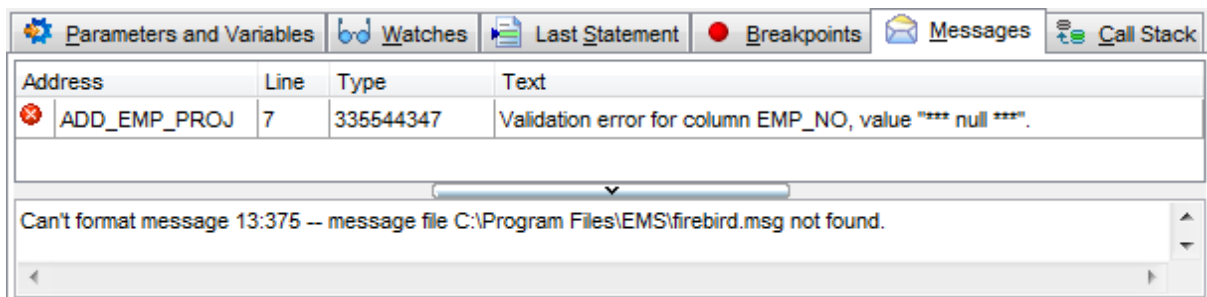 Parameters and Variables Watches Last Statement Breakpoints Messages Call Stack
Address Line Type Text
ADD_EMP_PROJ 7 335544347 Validation error for column EMP_NO, value "*** null ***".
Can't format message 13:375 -- message file C:\Program Files\EMS\firebird.msg not found.